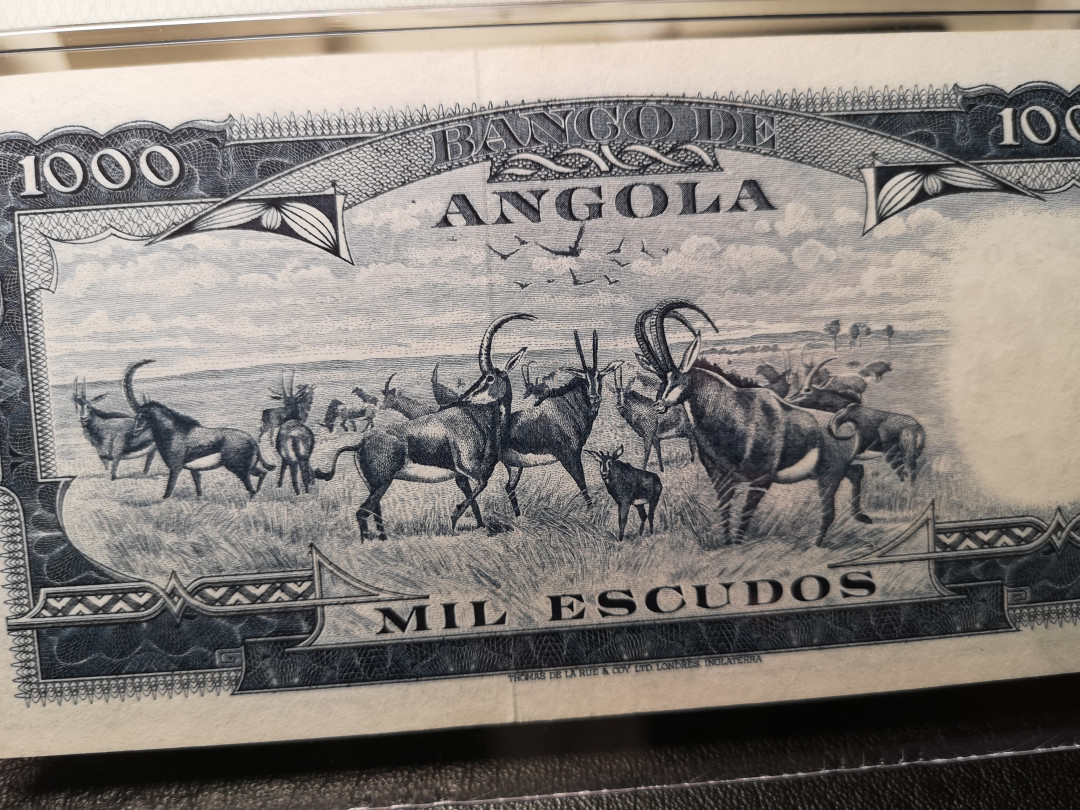 1000
BANCO DE
100
ANGOLA
MIL ESCUDOS
THOMAS DE LA RUE & COY LTD. LONDRES INGLATERRA